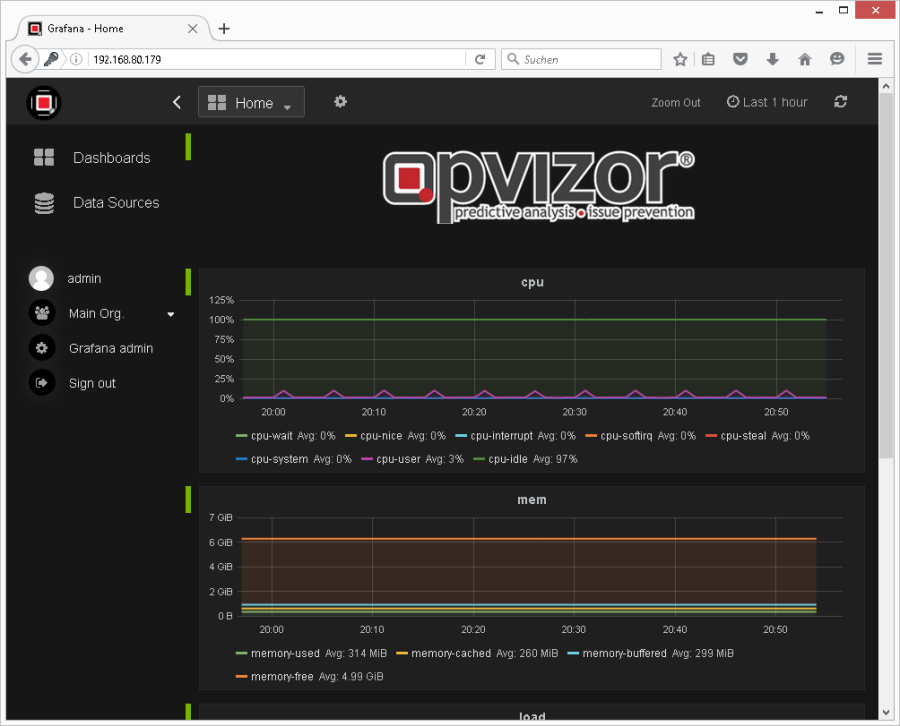 Grafana - Home
192.168.80.179
Suchen
Home
Zoom Out
Last 1 hour
Dashboards
Data Sources
admin
Main Org.
Grafana admin
Sign out
opvizor®
predictive analysis • issue prevention
cpu
125%
100%
75%
50%
25%
0%
20:00 20:10 20:20 20:30 20:40 20:50
cpu-wait Avg: 0% cpu-nice Avg: 0% cpu-interrupt Avg: 0% cpu-softirq Avg: 0% cpu-steal Avg: 0%
cpu-system Avg: 0% cpu-user Avg: 3% cpu-idle Avg: 97%
mem
7 GiB
6 GiB
4 GiB
2 GiB
0 B
20:00 20:10 20:20 20:30 20:40 20:50
memory-used Avg: 314 MiB memory-cached Avg: 260 MiB memory-buffered Avg: 299 MiB
memory-free Avg: 4.99 GiB
load